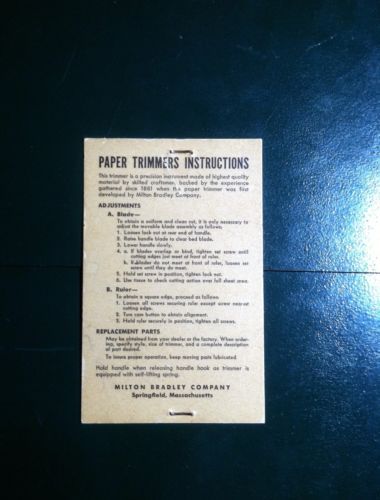 PAPER TRIMMERS INSTRUCTIONS
This trimmer is a precision instrument made of highest quality
material by skilled craftsmen, backed by the experience
gathered since 1881 when the paper trimmer was first
developed by Milton Bradley Company.
ADJUSTMENTS
A. Blade—
To obtain a uniform and clean cut, it is only necessary to
adjust the movable blade assembly as follows.
1. Loosen lock nut at rear end of handle.
2. Raise handle blade to clear bed blade.
3. Lower handle slowly.
4. a. If blades overlap or bind, tighten set screw until
cutting edges just meet at front of ruler.
b. If blades do not meet at front of ruler, loosen set
screw until they do meet.
5. Hold set screw in position, tighten lock nut.
6. Use tissue to check cutting action over full sheet area.
B. Ruler—
To obtain a square edge, proceed as follows:
1. Loosen all screws securing ruler except screw nearest
cutting edge.
2. Turn cam button to obtain alignment.
3. Hold ruler securely in position, tighten all screws.
REPLACEMENT PARTS
May be obtained from your dealer or the factory. When order-
ing, specify style, size of trimmer, and a complete description
of part desired.
To insure proper operation, keep moving parts lubricated.
Hold handle when releasing handle hook as trimmer is
equipped with self-lifting spring.
MILTON BRADLEY COMPANY
Springfield, Massachusetts